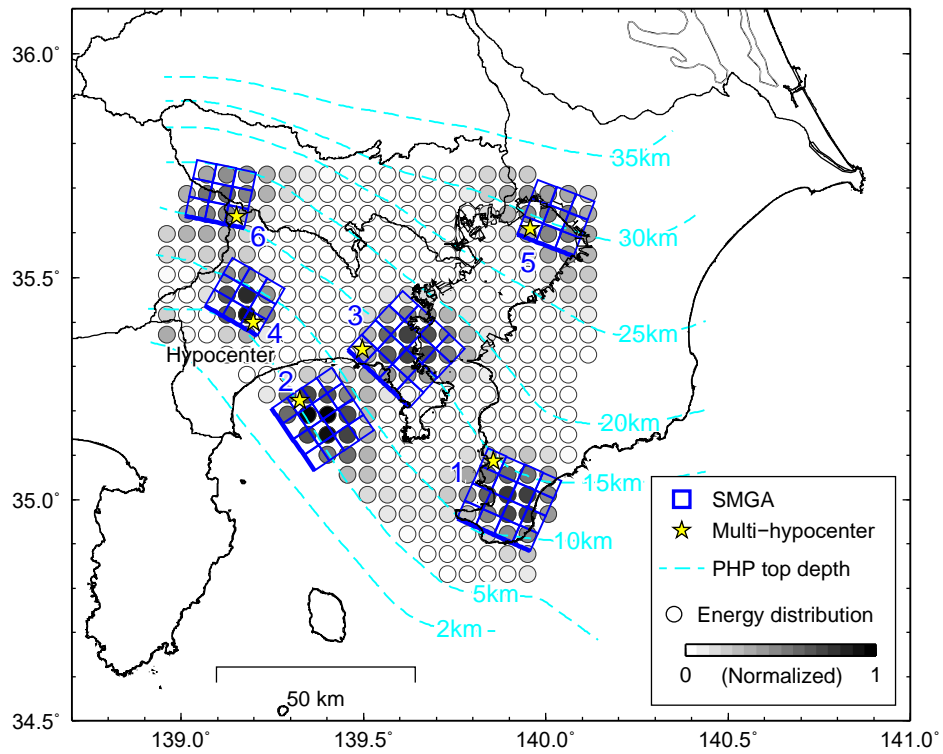 36.0°
35.5°
35.0°
34.5°
139.0°
139.5°
140.0°
140.5°
141.0°
35km
30km
25km
20km
15km
10km
5km
2km
6
5
4
3
2
1
Hypocenter
50 km
SMGA
Multi−hypocenter
PHP top depth
Energy distribution
0 (Normalized) 1